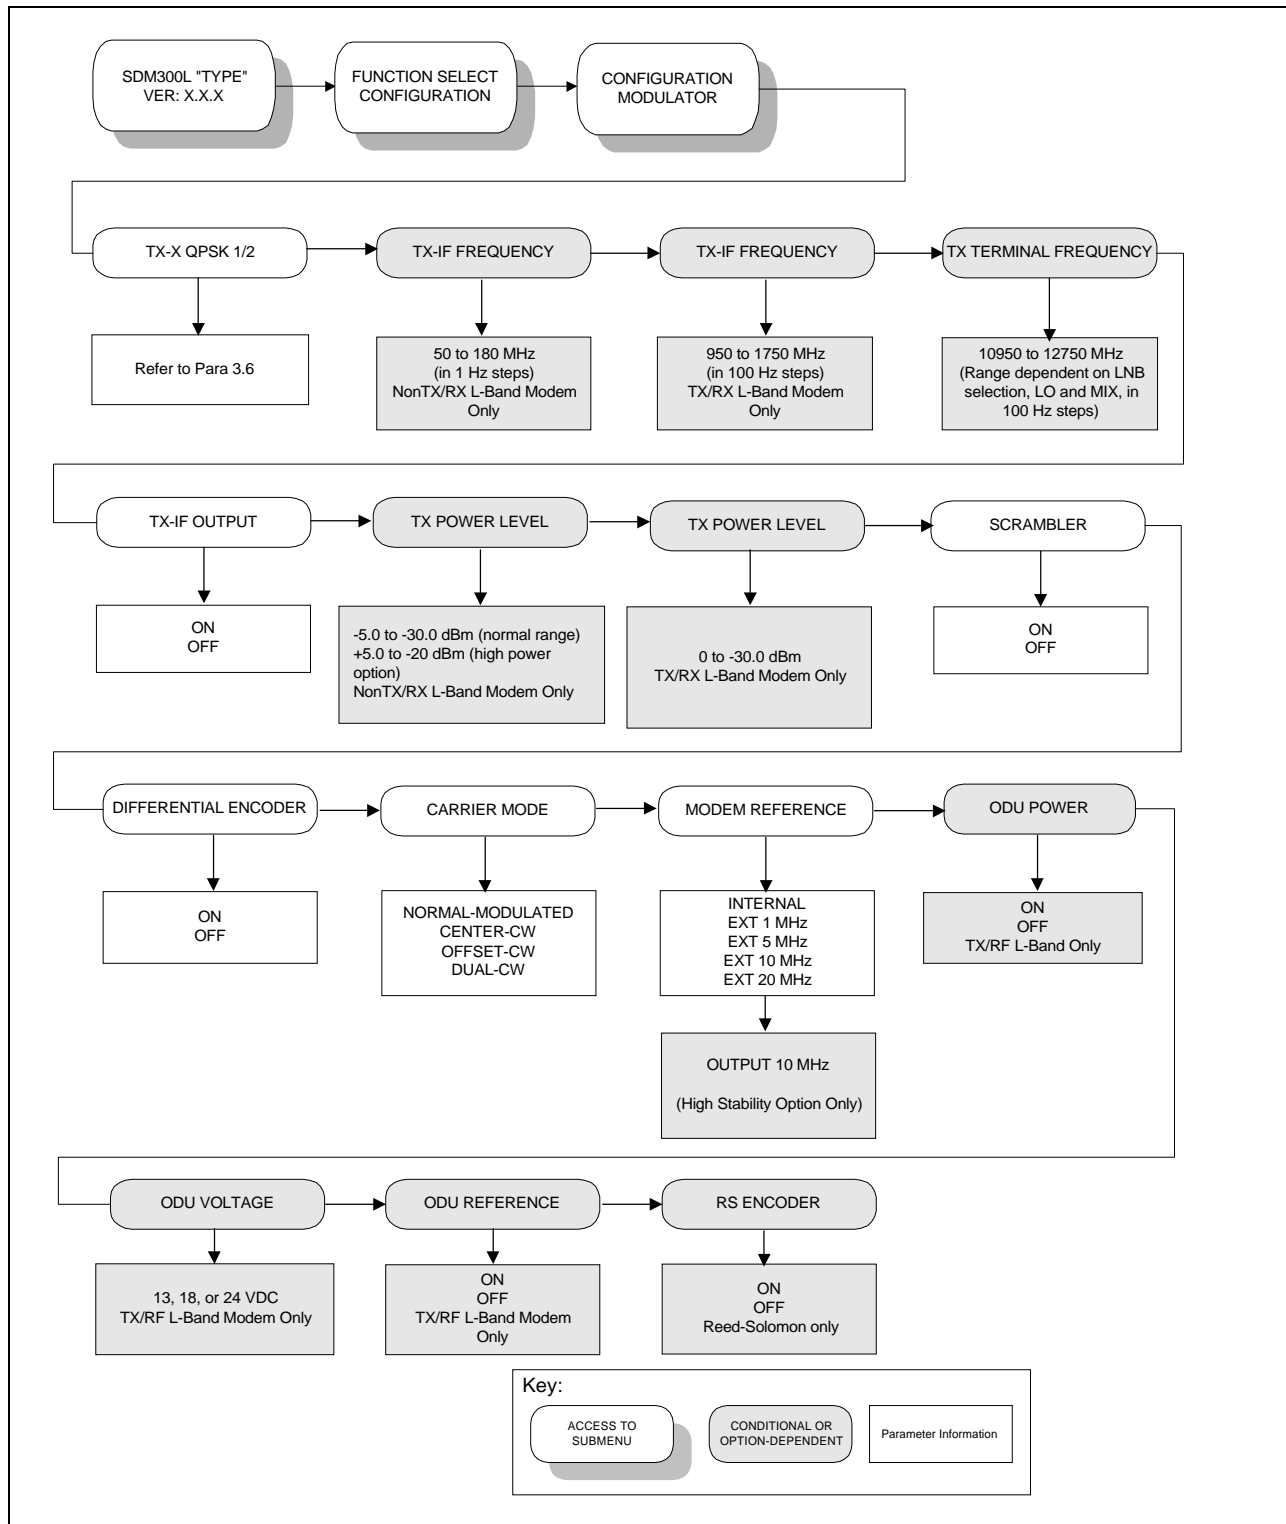 SDM300L "TYPE"
VER: X.X.X
FUNCTION SELECT
CONFIGURATION
CONFIGURATION
MODULATOR
TX-X QPSK 1/2
TX-IF FREQUENCY
TX-IF FREQUENCY
TX TERMINAL FREQUENCY
Refer to Para 3.6
50 to 180 MHz
(in 1 Hz steps)
NonTX/RX L-Band Modem
Only
950 to 1750 MHz
(in 100 Hz steps)
TX/RX L-Band Modem
Only
10950 to 12750 MHz
(Range dependent on LNB
selection, LO and MIX, in
100 Hz steps)
TX-IF OUTPUT
TX POWER LEVEL
TX POWER LEVEL
SCRAMBLER
ON
OFF
-5.0 to -30.0 dBm (normal range)
+5.0 to -20 dBm (high power
option)
NonTX/RX L-Band Modem Only
0 to -30.0 dBm
TX/RX L-Band Modem Only
ON
OFF
DIFFERENTIAL ENCODER
CARRIER MODE
MODEM REFERENCE
ODU POWER
ON
OFF
NORMAL-MODULATED
CENTER-CW
OFFSET-CW
DUAL-CW
INTERNAL
EXT 1 MHz
EXT 5 MHz
EXT 10 MHz
EXT 20 MHz
ON
OFF
TX/RF L-Band Only
OUTPUT 10 MHz
(High Stability Option Only)
ODU VOLTAGE
ODU REFERENCE
RS ENCODER
13, 18, or 24 VDC
TX/RF L-Band Modem Only
ON
OFF
TX/RF L-Band Modem
Only
ON
OFF
Reed-Solomon only
Key:
ACCESS TO
SUBMENU
CONDITIONAL OR
OPTION-DEPENDENT
Parameter Information